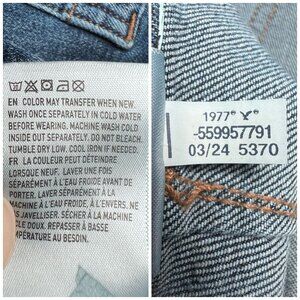 EN COLOR MAY TRANSFER WHEN NEW.
WASH ONCE SEPARATELY IN COLD WATER
BEFORE WEARING. MACHINE WASH COLD
INSIDE OUT SEPARATELY. DO NOT BLEACH.
TUMBLE DRY LOW. COOL IRON IF NEEDED.
FR LA COULEUR PEUT DÉTEINDRE
LORSQUE NEUF. LAVER UNE FOIS
SÉPARÉMENT À L'EAU FROIDE AVANT DE
PORTER. LAVER À L'ENVERS
SÉPARÉMENT À L'EAU FROIDE. NE
PAS JAVELLISER. SÉCHER À LA MACHINE
CYCLE DOUX. REPASSER À BASSE
TEMPÉRATURE AU BESOIN.
1977®
-559957791
03/24 5370